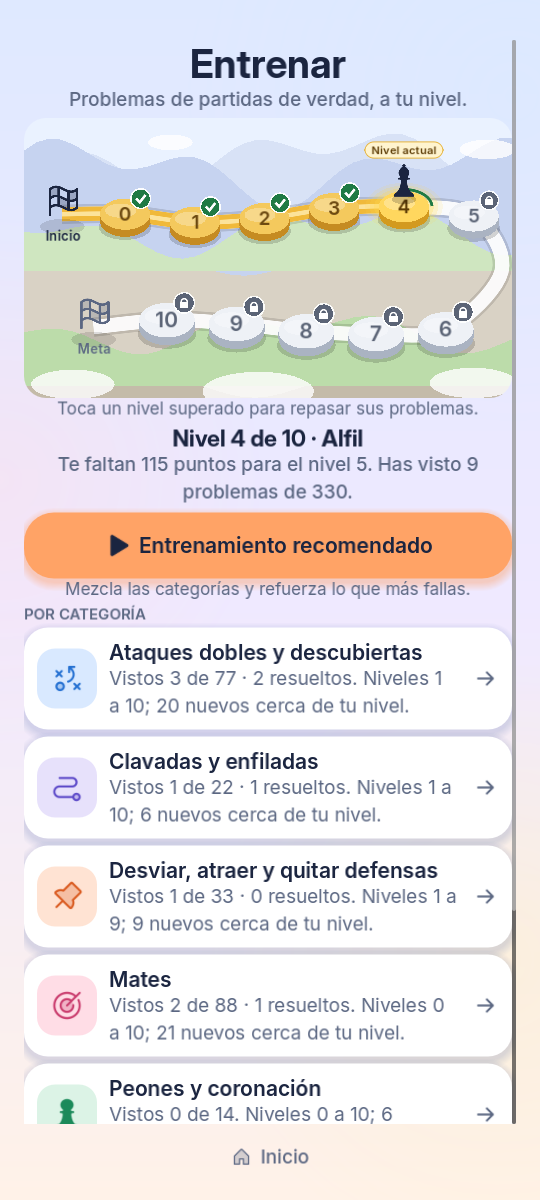 Entrenar
Problemas de partidas de verdad, a tu nivel.
Nivel actual
0
1
2
3
4
5
Inicio
10
9
8
7
6
Meta
Toca un nivel superado para repasar sus problemas.
Nivel 4 de 10 · Alfil
Te faltan 115 puntos para el nivel 5. Has visto 9
problemas de 330.
Entrenamiento recomendado
Mezcla las categorías y refuerza lo que más fallas.
POR CATEGORÍA
Ataques dobles y descubiertas
Vistos 3 de 77 · 2 resueltos. Niveles 1
a 10; 20 nuevos cerca de tu nivel.
Clavadas y enfiladas
Vistos 1 de 22 · 1 resueltos. Niveles 1 a
10; 6 nuevos cerca de tu nivel.
Desviar, atraer y quitar defensas
Vistos 1 de 33 · 0 resueltos. Niveles 1 a
9; 9 nuevos cerca de tu nivel.
Mates
Vistos 2 de 88 · 1 resueltos. Niveles 0
a 10; 21 nuevos cerca de tu nivel.
Peones y coronación
Vistos 0 de 14. Niveles 0 a 10; 6
Inicio